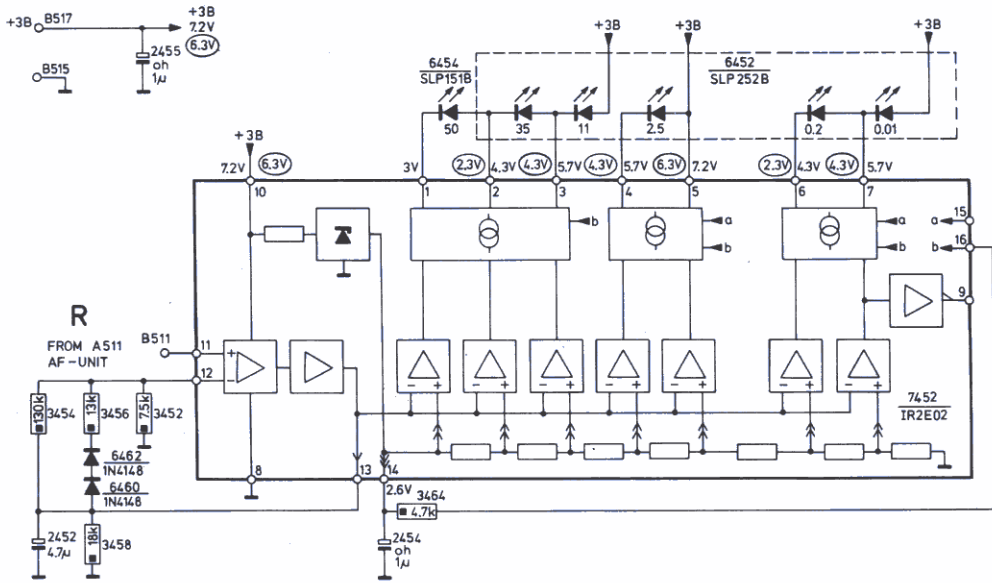 +3B B517
+3B
7.2V
6.3V
2455
oh
1µ
B515
+3B
+3B
+3B
6454
SLP151B
6452
SLP252B
50
35
11
2.5
0.2
0.01
+3B
7.2V
6.3V
10
3V
2.3V
4.3V
4.3V
5.7V
4.3V
5.7V
6.3V
7.2V
2.3V
4.3V
4.3V
5.7V
1
2
3
4
5
6
7
b
a
b
a
b
a
15
b
16
9
R
FROM A511
AF-UNIT
B511
11
12
+
-
- +
- +
- +
- +
- +
- +
- +
7452
IR2E02
130k
3454
13k
3456
7.5k
3452
6462
1N4148
6460
1N4148
8
13
14
2.6V
3464
4.7k
2452
4.7µ
18k
3458
2454
oh
1µ